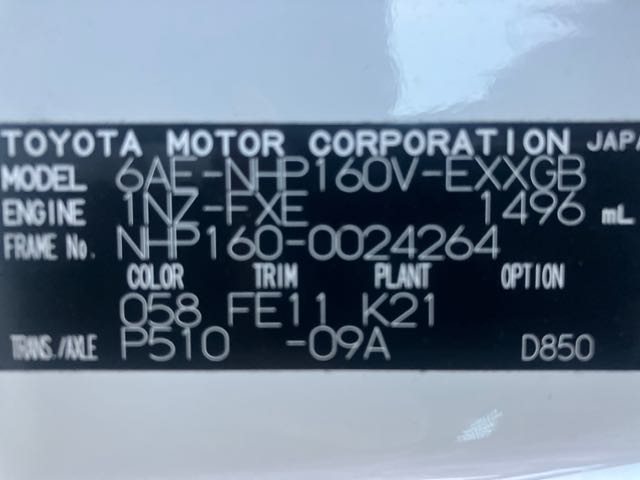 TOYOTA MOTOR CORPORATION JAPA
MODEL 6AE-NHP160V-EXXGB
ENGINE 1NZ-FXE 1496 mL
FRAME No. NHP160-0024264
COLOR TRIM PLANT OPTION
058 FE11 K21
TRANS./AXLE P510 -09A D850